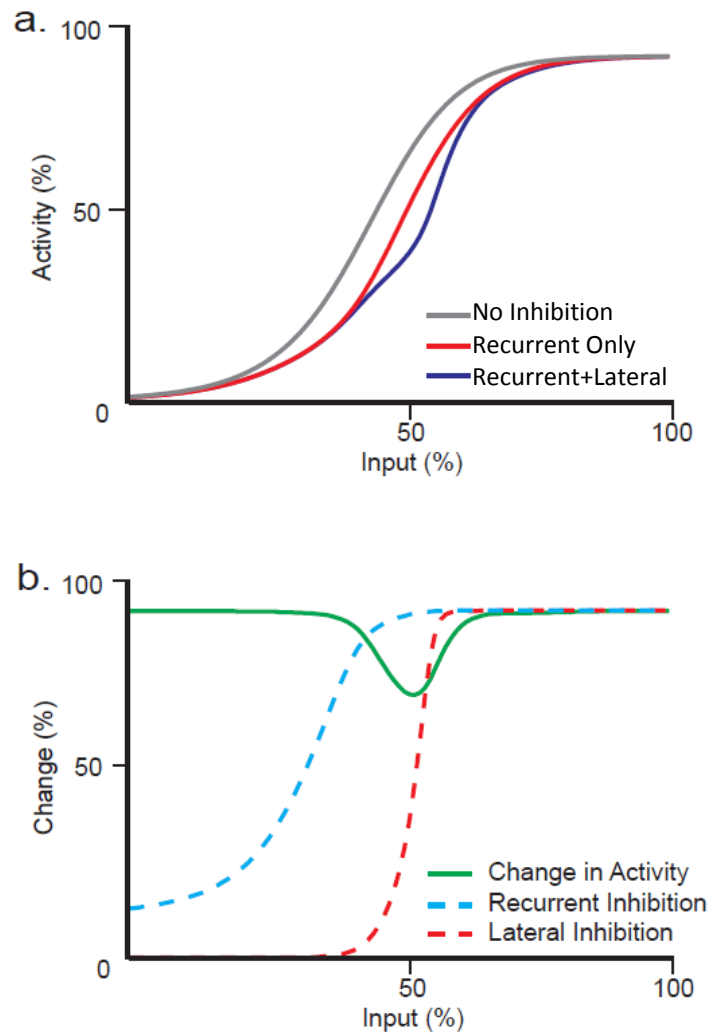 a.
100
Activity (%)
50
No Inhibition
Recurrent Only
Recurrent+Lateral
0
50
100
Input (%)
b.
100
Change (%)
50
Change in Activity
Recurrent Inhibition
Lateral Inhibition
0
50
100
Input (%)